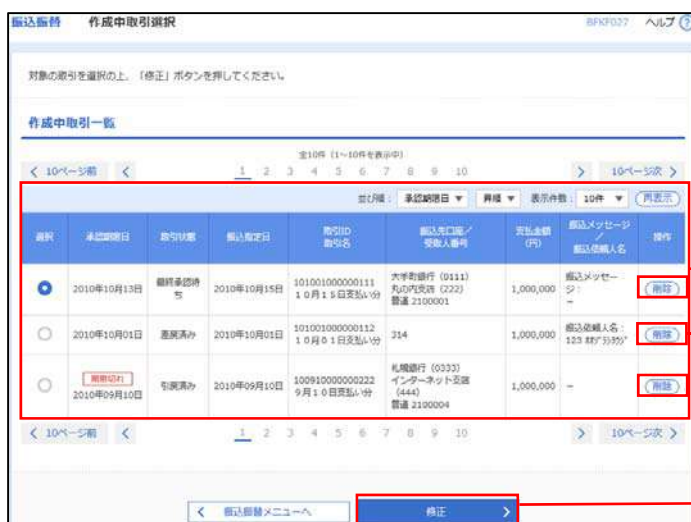 振込振替 作成中取引選択 BFKF027 ヘルプ ?
対象の取引を選択の上、「修正」ボタンを押してください。
作成中取引一覧
全10件(1~10件を表示中)
< 10ページ前 < 1 2 3 4 5 6 7 8 9 10 > 10ページ次 >
並び順: 承認期限日 ▼ 昇順 ▼ 表示件数: 10件 ▼ 再表示
選択 承認期限日 取引状態 振込指定日 取引ID 取引名 振込先口座/受取人番号 支払金額(円) 振込メッセージ/振込依頼人名 操作
2010年10月13日 最終承認待ち 2010年10月15日 101001000000111 10月15日支払い分 大手町銀行(0111) 丸の内支店(222) 普通 2100001 1,000,000 振込メッセージ: - 削除
2010年10月01日 差戻済み 2010年10月01日 101001000000112 10月01日支払い分 314 1,000,000 振込依頼人名: 123 削除
期限切れ 2010年09月10日 引戻済み 2010年09月10日 100910000000222 9月10日支払い分 札幌銀行(0333) インターネット支店(444) 普通 2100004 1,000,000 - 削除
< 10ページ前 < 1 2 3 4 5 6 7 8 9 10 > 10ページ次 >
< 振込振替メニューへ 修正 >